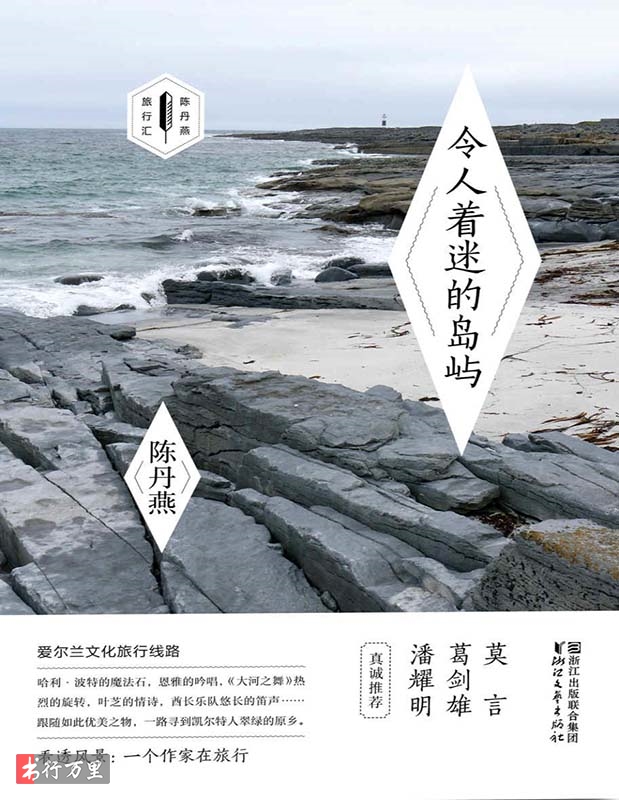 陈丹燕
旅行汇
令人着迷的岛屿
陈丹燕
爱尔兰文化旅行线路
哈利·波特的魔法石，恩雅的吟唱，《大河之舞》热
烈的旋转，叶芝的情诗，酋长乐队悠长的笛声……
跟随如此优美之物，一路寻到凯尔特人翠绿的原乡。
看透风景：一个作家在旅行
莫言
葛剑雄
潘耀明
真诚推荐
浙江出版联合集团
浙江文艺出版社
书行万里